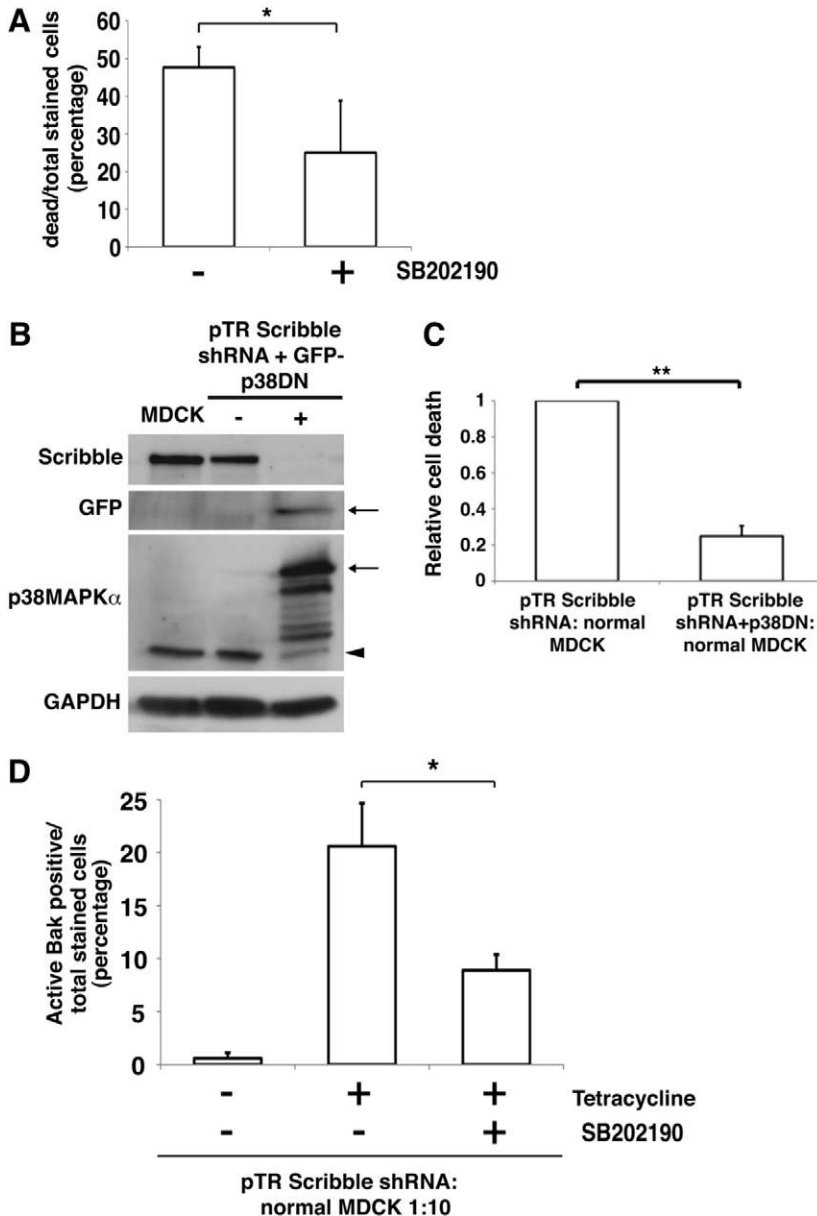 A
dead/total stained cells
(percentage)
60
50
40
30
20
10
0
*
-
+
SB202190
B
pTR Scribble
shRNA + GFP-
p38DN
MDCK
-
+
Scribble
GFP
p38MAPKα
GAPDH
C
Relative cell death
1
0.8
0.6
0.4
0.2
0
**
pTR Scribble
shRNA: normal
MDCK
pTR Scribble
shRNA+p38DN:
normal MDCK
D
Active Bak positive/
total stained cells
(percentage)
25
20
15
10
5
0
*
- + + Tetracycline
- - + SB202190
pTR Scribble shRNA:
normal MDCK 1:10